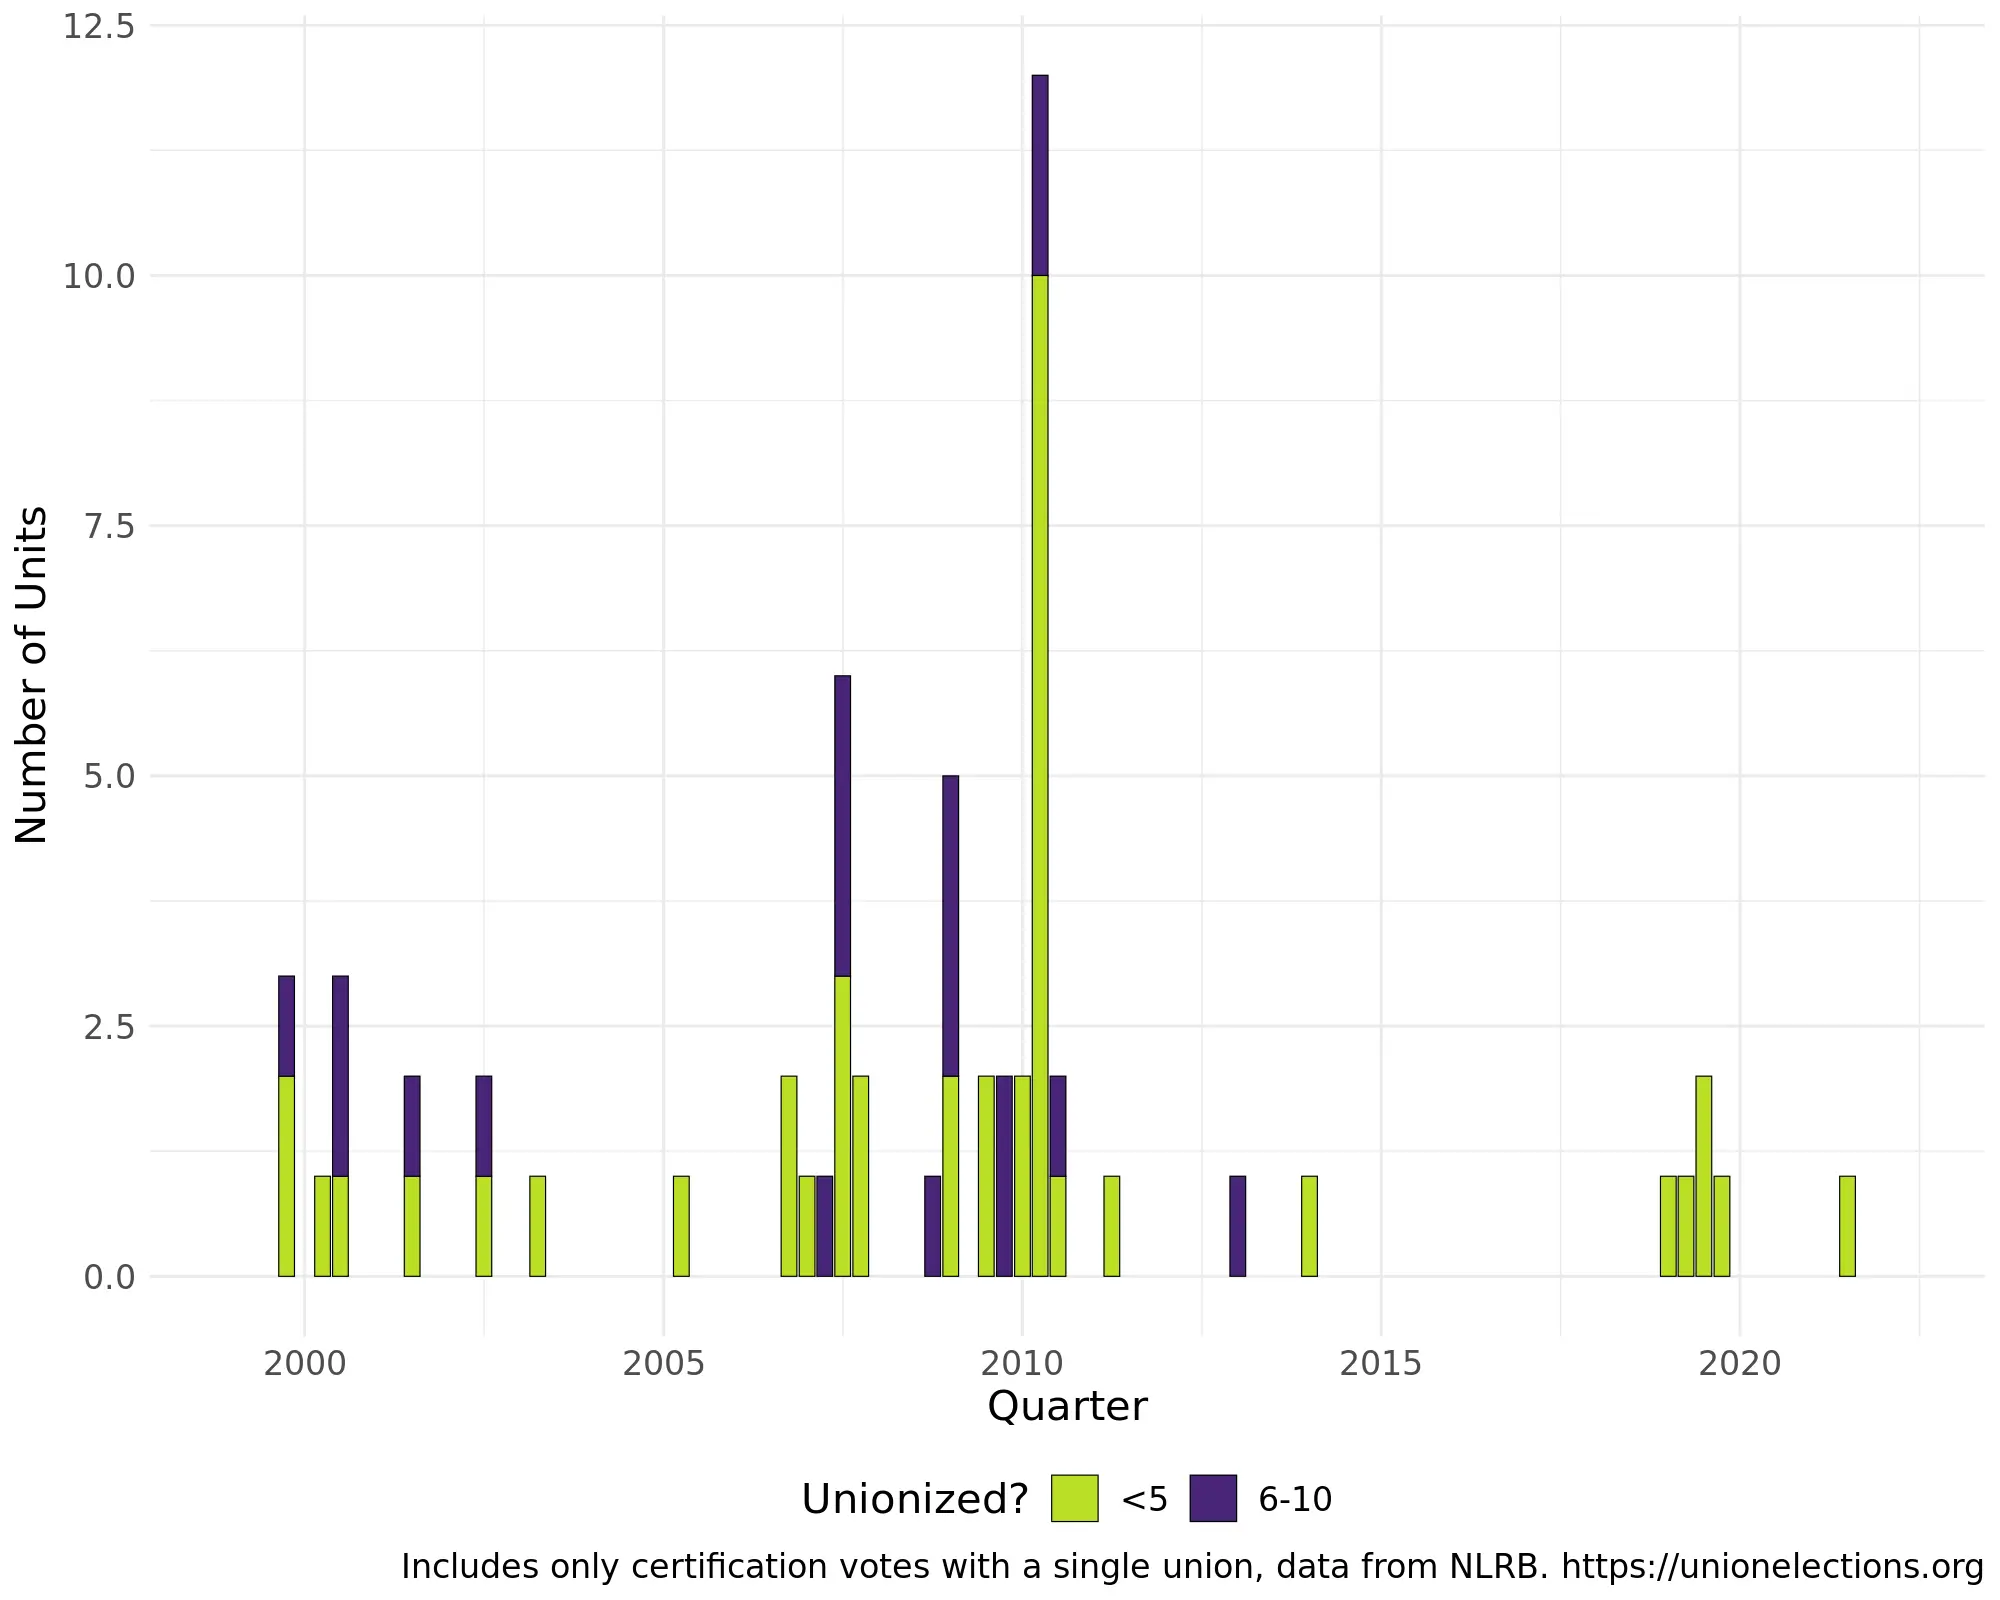 12.5
10.0
7.5
5.0
2.5
0.0
Number of Units
2000 2005 2010 2015 2020
Quarter
Unionized? <5 6-10
Includes only certification votes with a single union, data from NLRB. https://unionelections.org